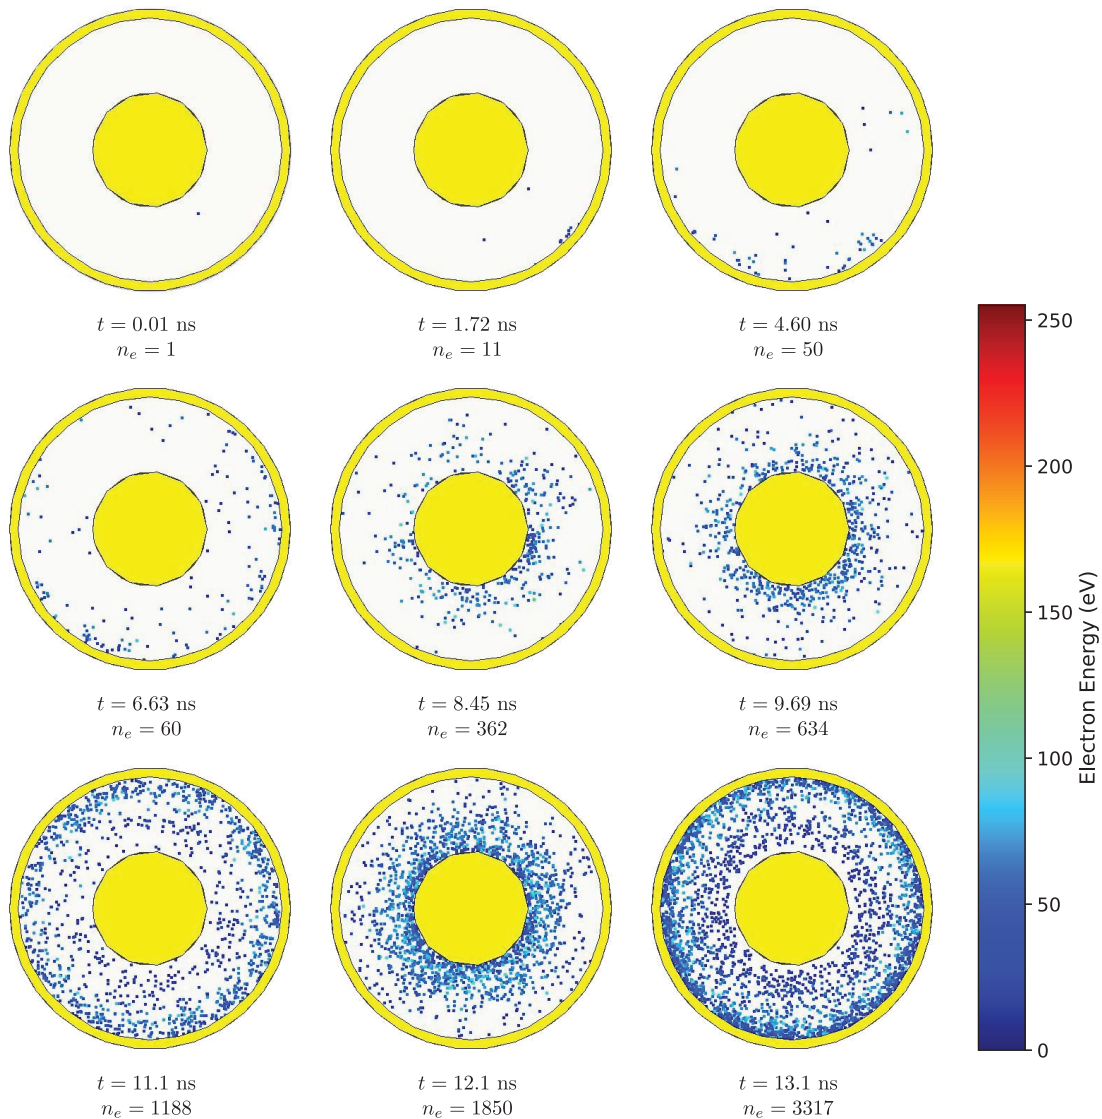 t = 0.01 ns
n_e = 1
t = 1.72 ns
n_e = 11
t = 4.60 ns
n_e = 50
t = 6.63 ns
n_e = 60
t = 8.45 ns
n_e = 362
t = 9.69 ns
n_e = 634
t = 11.1 ns
n_e = 1188
t = 12.1 ns
n_e = 1850
t = 13.1 ns
n_e = 3317
250
200
150
100
50
0
Electron Energy (eV)